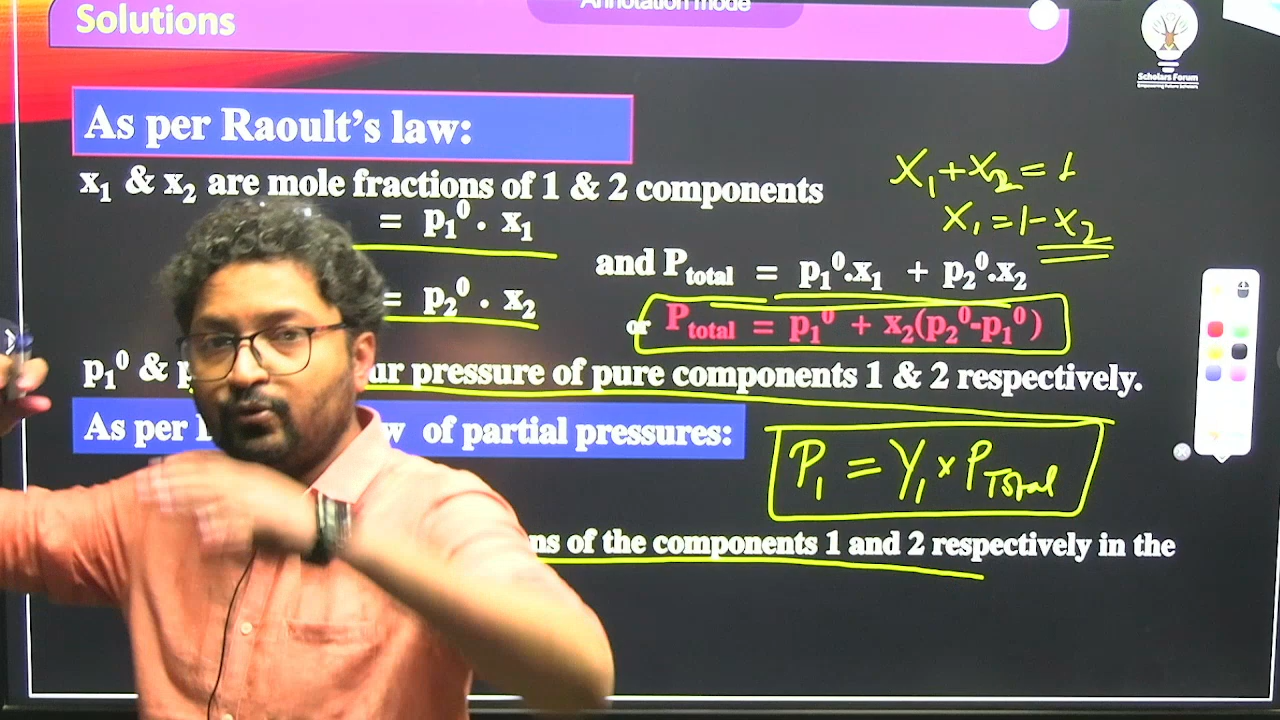 Annotation mode
Solutions
Scholars Forum
As per Raoult's law:
x₁ & x₂ are mole fractions of 1 & 2 components
X₁+X₂=1
X₁=1-X₂
= p₁⁰ . x₁
and Ptotal = p₁⁰.x₁ + p₂⁰.x₂
= p₂⁰ . x₂
or Ptotal = p₁⁰ + x₂(p₂⁰-p₁⁰)
p₁⁰ & pressure of pure components 1 & 2 respectively.
As per of partial pressures:
P₁ = Y₁ × PTotal
of the components 1 and 2 respectively in the